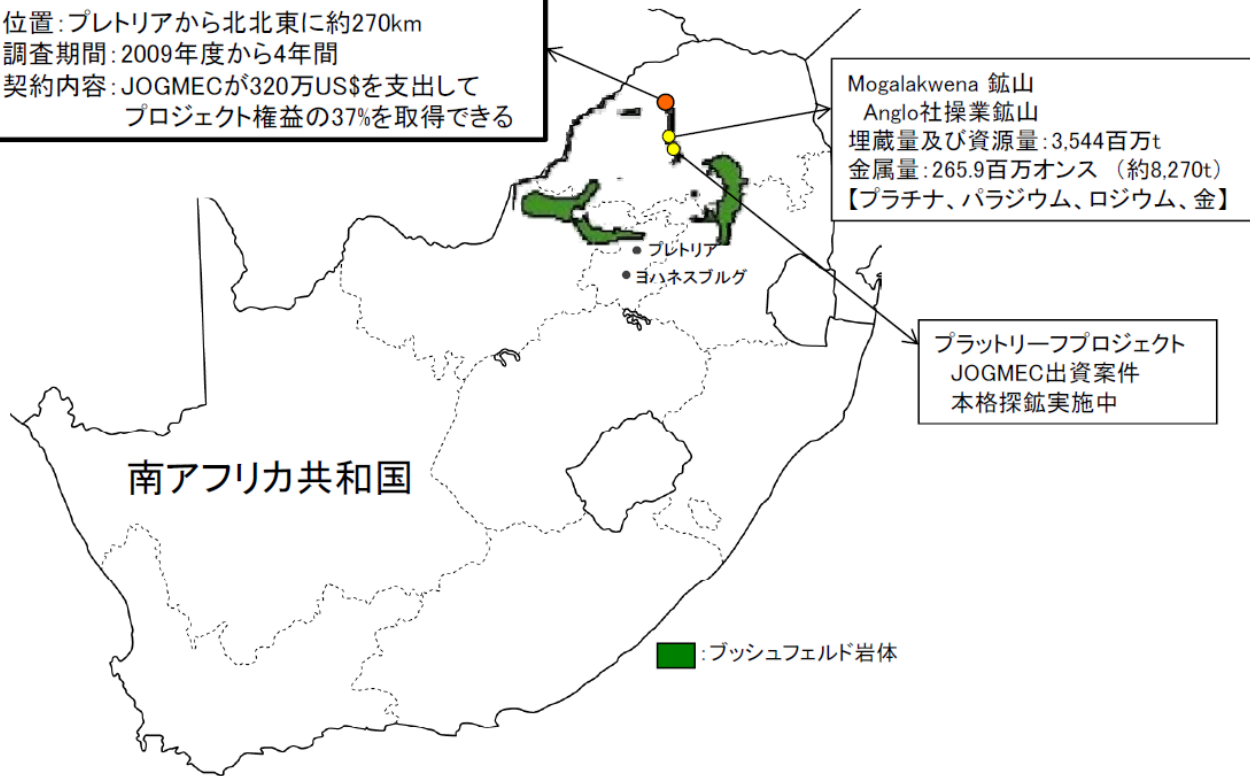 位置:プレトリアから北北東に約270km
調査期間:2009年度から4年間
契約内容:JOGMECが320万US$を支出して
プロジェクト権益の37%を取得できる
Mogalakwena 鉱山
Anglo社操業鉱山
埋蔵量及び資源量:3,544百万t
金属量:265.9百万オンス (約8,270t)
【プラチナ、パラジウム、ロジウム、金】
プレトリア
ヨハネスブルグ
プラットリーフプロジェクト
JOGMEC出資案件
本格探鉱実施中
南アフリカ共和国
:ブッシュフェルド岩体